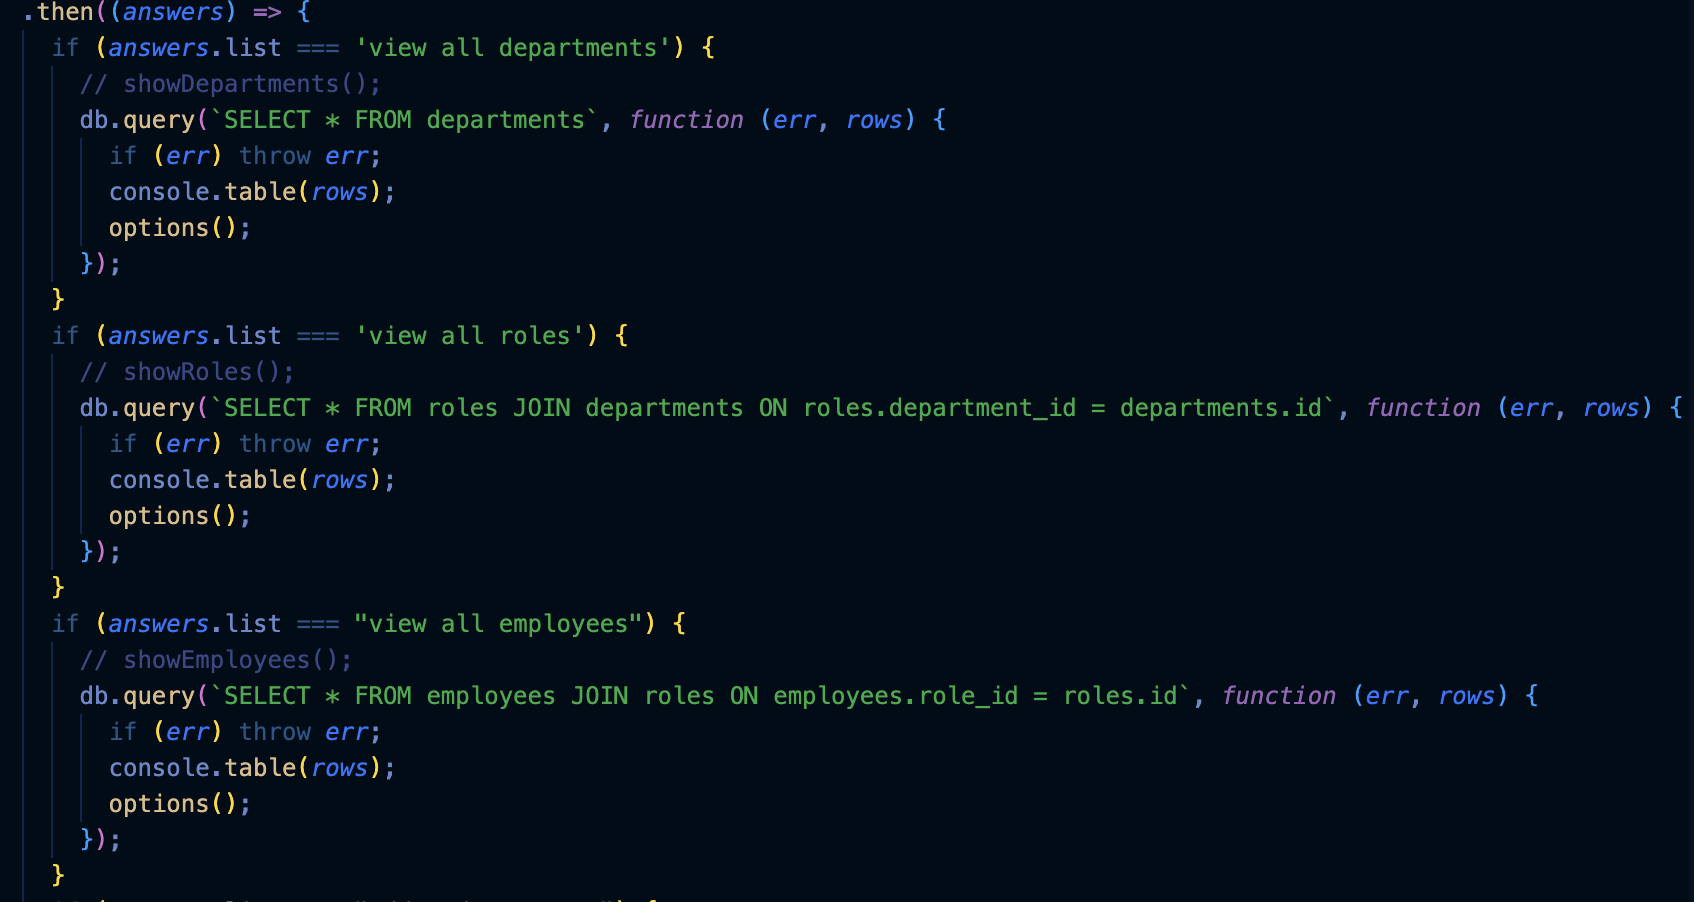 .then((answers) => {
if (answers.list === 'view all departments') {
// showDepartments();
db.query(`SELECT * FROM departments`, function (err, rows) {
if (err) throw err;
console.table(rows);
options();
});
}
if (answers.list === 'view all roles') {
// showRoles();
db.query(`SELECT * FROM roles JOIN departments ON roles.department_id = departments.id`, function (err, rows) {
if (err) throw err;
console.table(rows);
options();
});
}
if (answers.list === "view all employees") {
// showEmployees();
db.query(`SELECT * FROM employees JOIN roles ON employees.role_id = roles.id`, function (err, rows) {
if (err) throw err;
console.table(rows);
options();
});
}